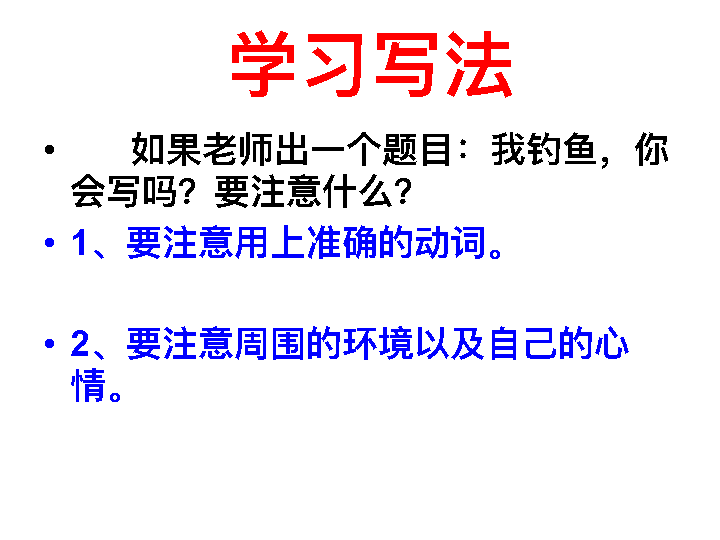 学习写法
• 如果老师出一个题目：我钓鱼，你
会写吗？要注意什么？
• 1、要注意用上准确的动词。
• 2、要注意周围的环境以及自己的心
情。